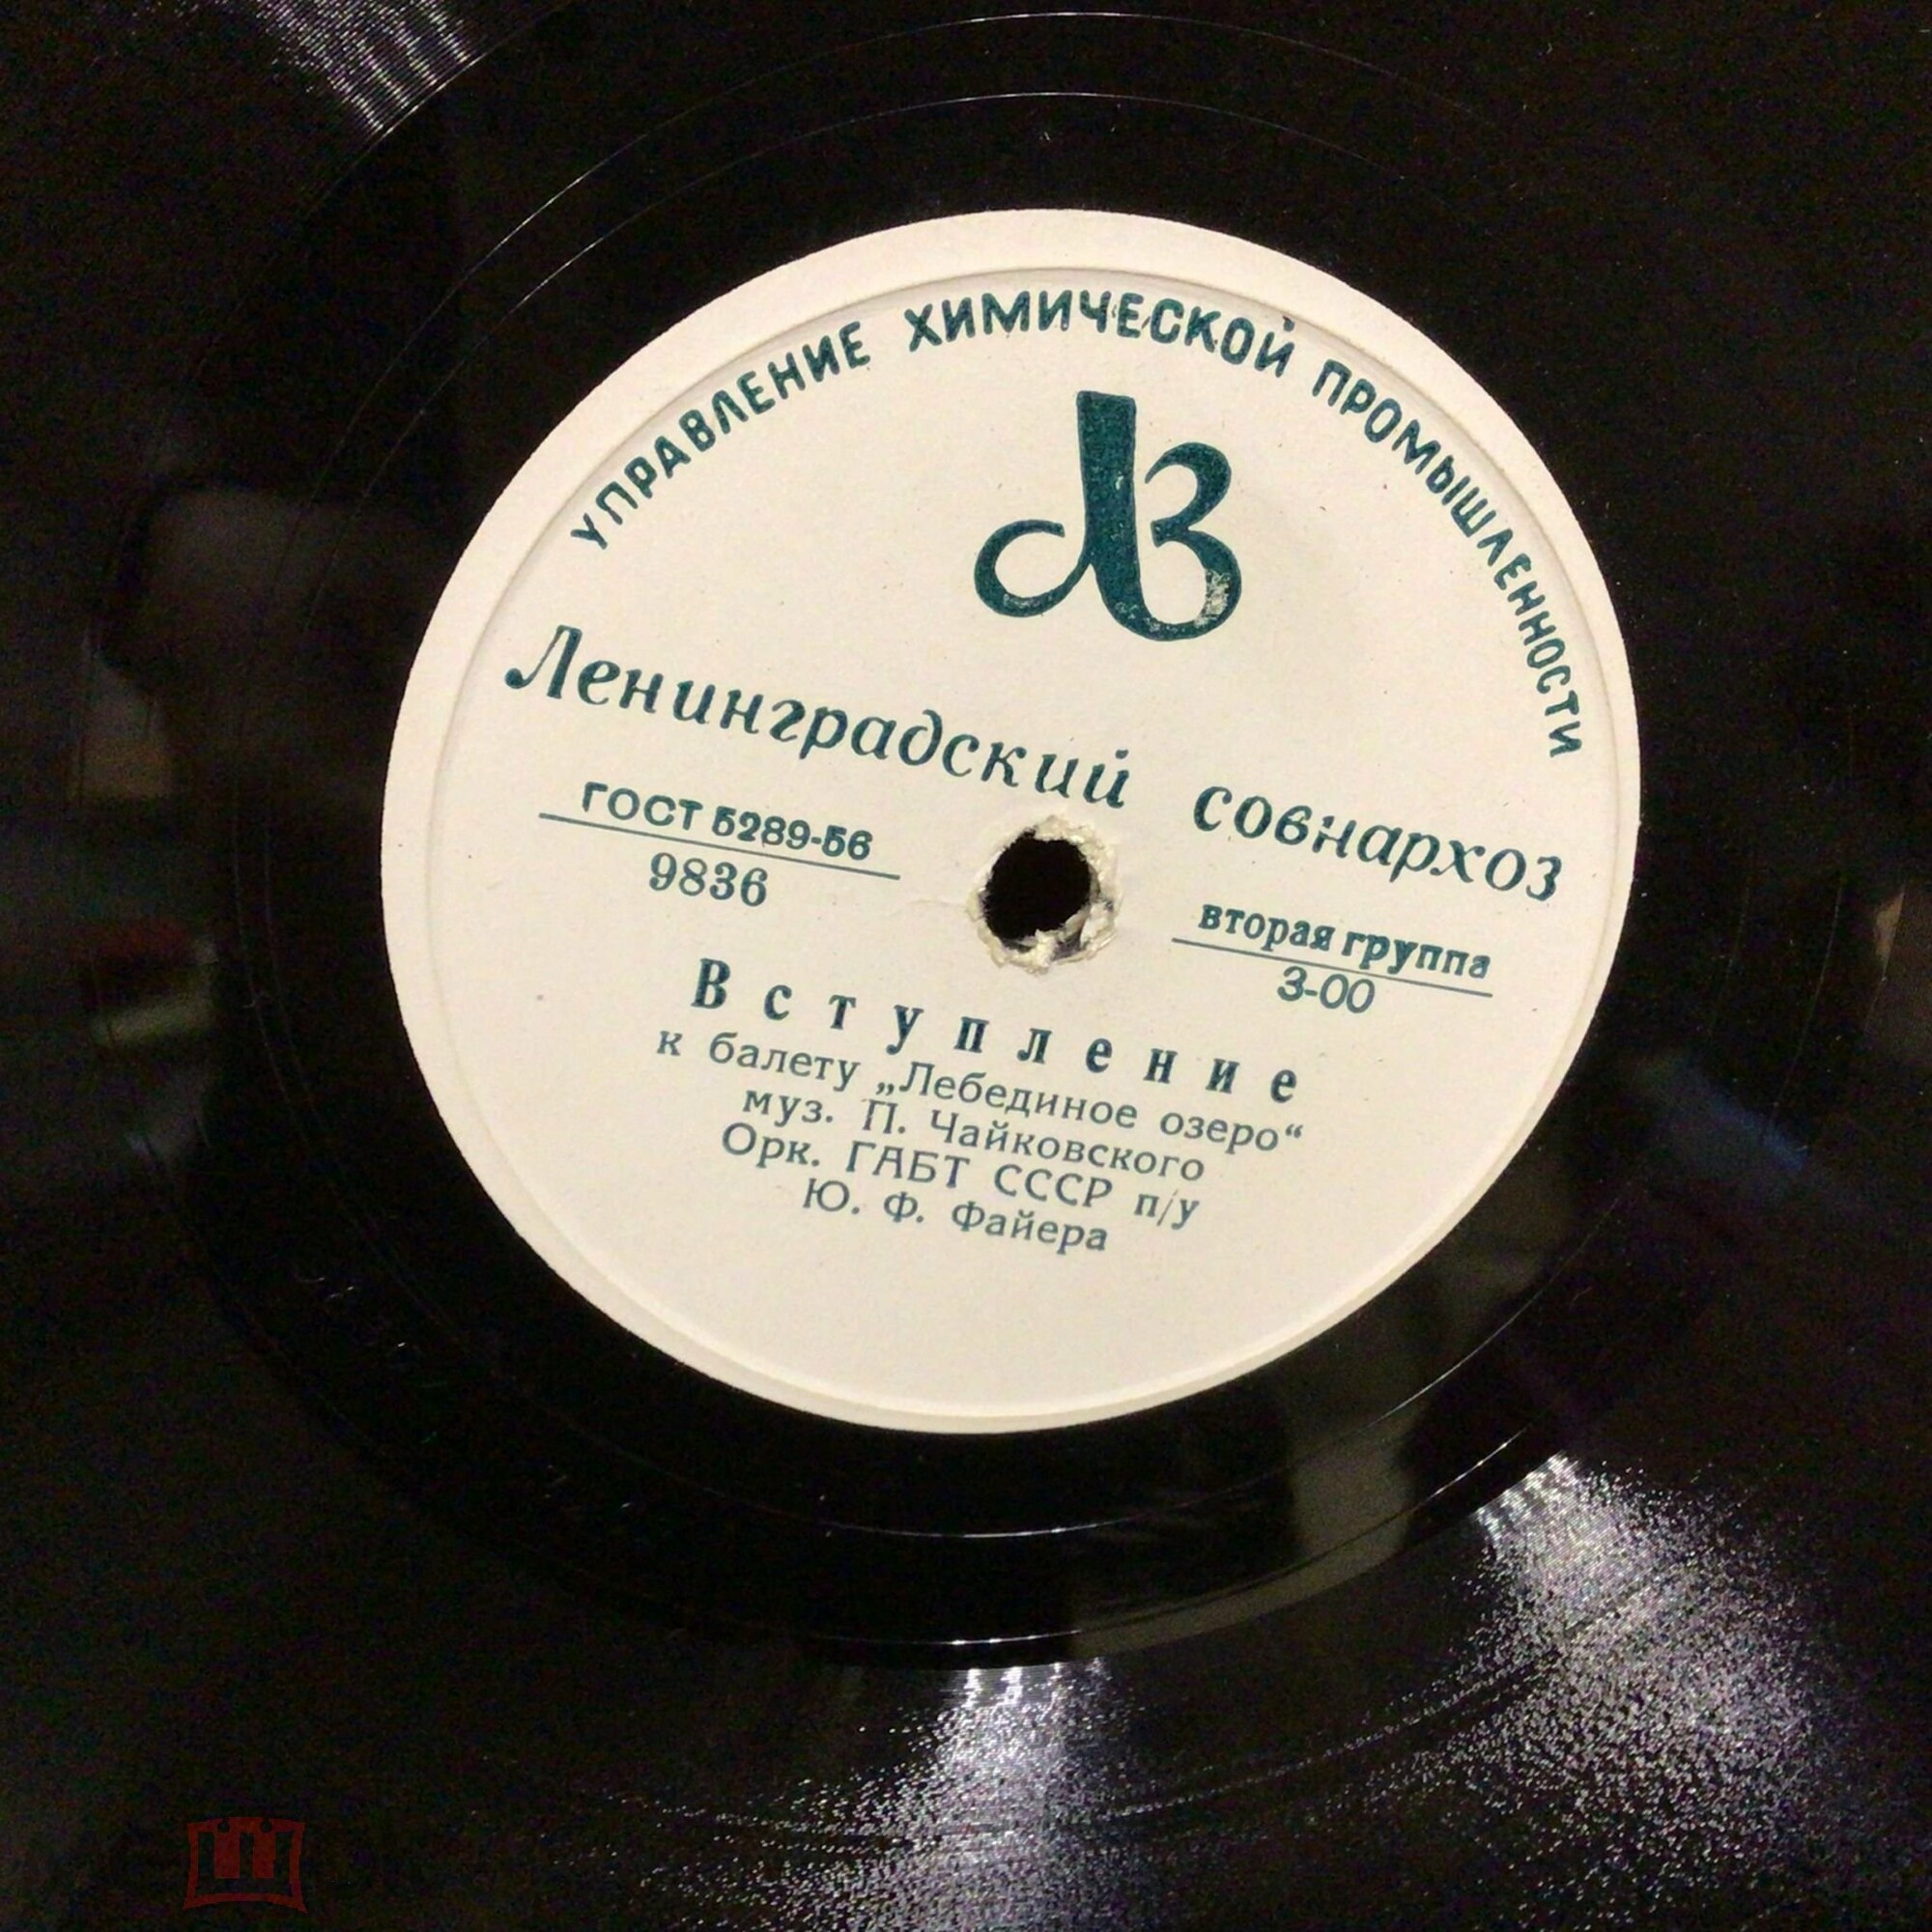 УПРАВЛЕНИЕ ХИМИЧЕСКОЙ ПРОМЫШЛЕННОСТИ
ЛЗ
Ленинградский совнархоз
ГОСТ 5289-56
9836
вторая группа
3-00
Вступление
к балету „Лебединое озеро“
муз. П. Чайковского
Орк. ГАБТ СССР п/у
Ю. Ф. Файера